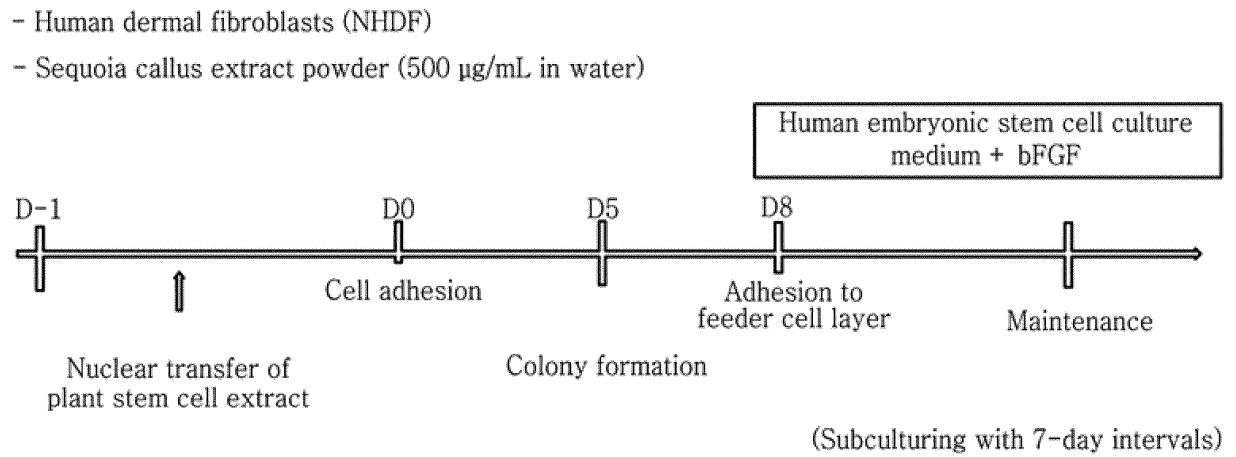 - Human dermal fibroblasts (NHDF)
- Sequoia callus extract powder (500 μg/mL in water)
Human embryonic stem cell culture
medium + bFGF
D-1
D0
D5
D8
Cell adhesion
Adhesion to
feeder cell layer
Maintenance
Nuclear transfer of
plant stem cell extract
Colony formation
(Subculturing with 7-day intervals)